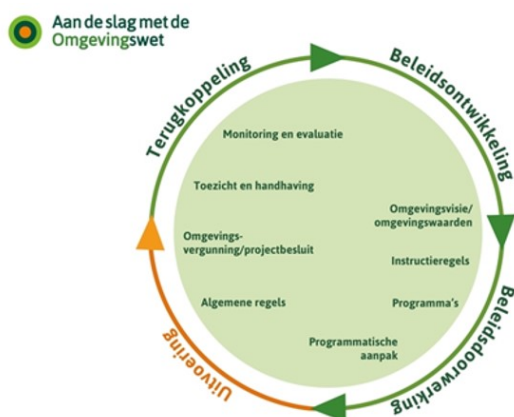 Aan de slag met de
Omgevingswet
Terugkoppeling
Beleidsontwikkeling
Monitoring en evaluatie
Toezicht en handhaving
Omgevingsvisie/
omgevingswaarden
Omgevings-
vergunning/projectbesluit
Instructieregels
Algemene regels
Programma's
Programmatische
aanpak
Uitvoering
Beleidsdoorwerking